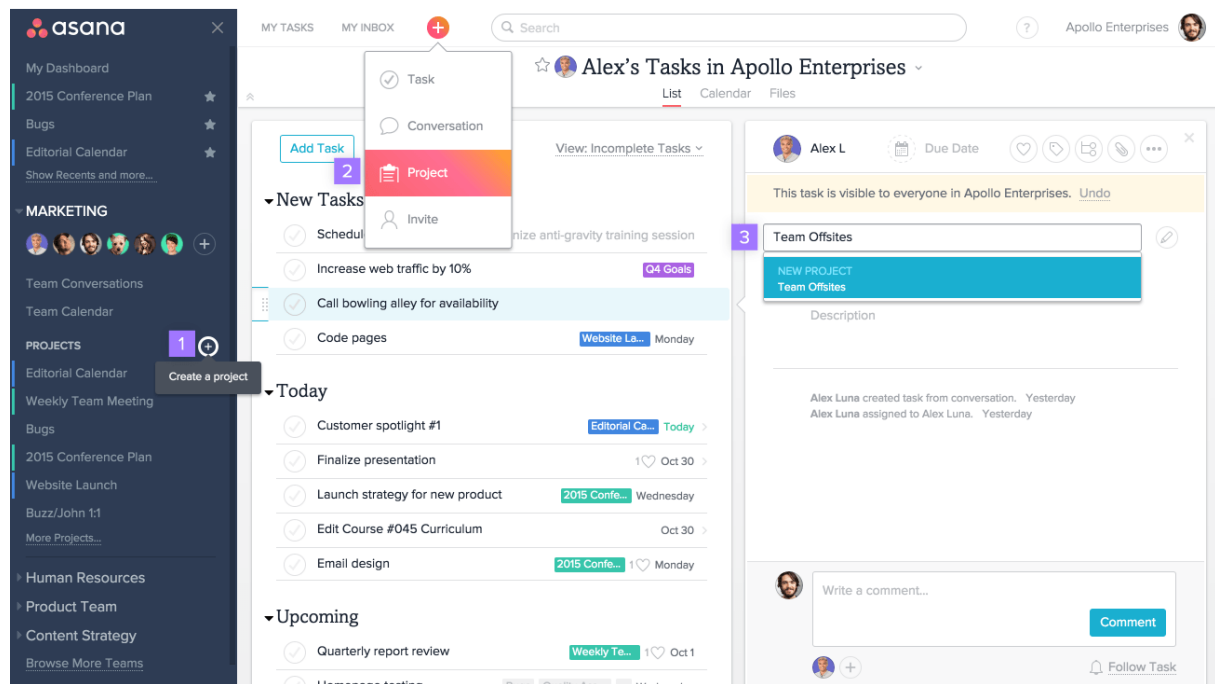 asana
MY TASKS
MY INBOX
Search
?
Apollo Enterprises
My Dashboard
2015 Conference Plan
Bugs
Editorial Calendar
Show Recents and more...
MARKETING
Team Conversations
Team Calendar
PROJECTS
1
Create a project
Editorial Calendar
Weekly Team Meeting
Bugs
2015 Conference Plan
Website Launch
Buzz/John 1:1
More Projects...
Human Resources
Product Team
Content Strategy
Browse More Teams
Task
Conversation
2
Project
Invite
Alex's Tasks in Apollo Enterprises
List Calendar Files
Add Task
View: Incomplete Tasks
New Tasks
anti-gravity training session
Increase web traffic by 10% Q4 Goals
Call bowling alley for availability
Code pages Website La... Monday
Today
Customer spotlight #1 Editorial Ca... Today
Finalize presentation 1 Oct 30
Launch strategy for new product 2015 Confe... Wednesday
Edit Course #045 Curriculum Oct 30
Email design 2015 Confe... 1 Monday
Upcoming
Quarterly report review Weekly Te... 1 Oct 1
Alex L
Due Date
This task is visible to everyone in Apollo Enterprises. Undo
3
Team Offsites
NEW PROJECT
Team Offsites
Description
Alex Luna created task from conversation. Yesterday
Alex Luna assigned to Alex Luna. Yesterday
Write a comment...
Comment
Follow Task